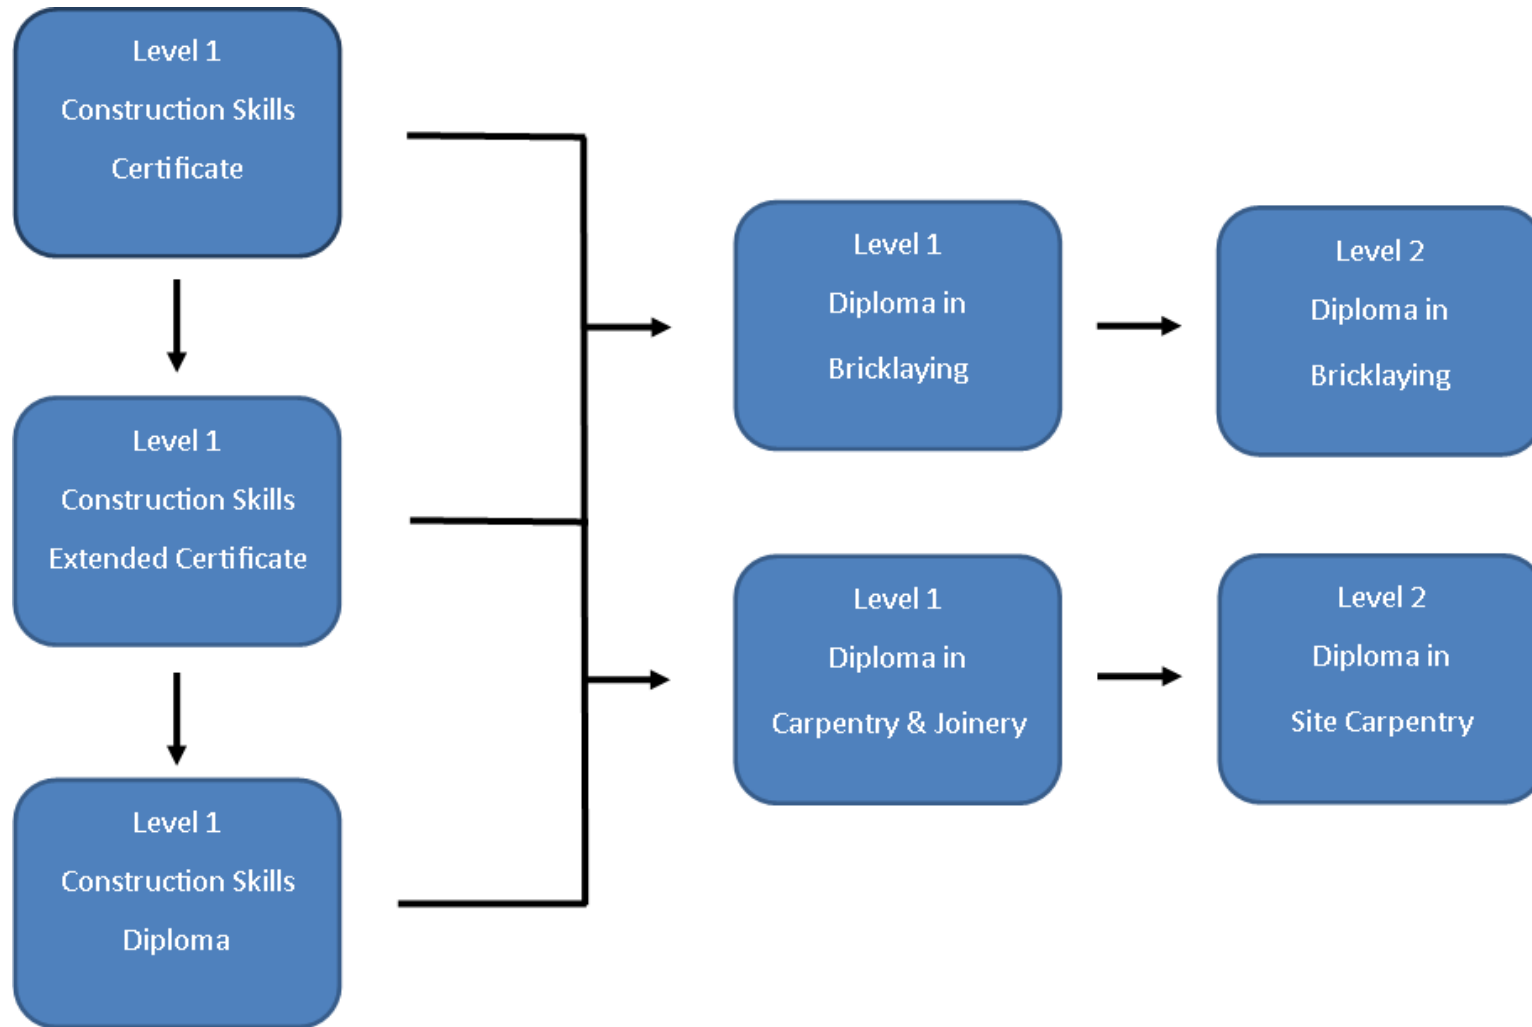 Level 1
Construction Skills
Certificate
Level 1
Construction Skills
Extended Certificate
Level 1
Construction Skills
Diploma
Level 1
Diploma in
Bricklaying
Level 2
Diploma in
Bricklaying
Level 1
Diploma in
Carpentry & Joinery
Level 2
Diploma in
Site Carpentry